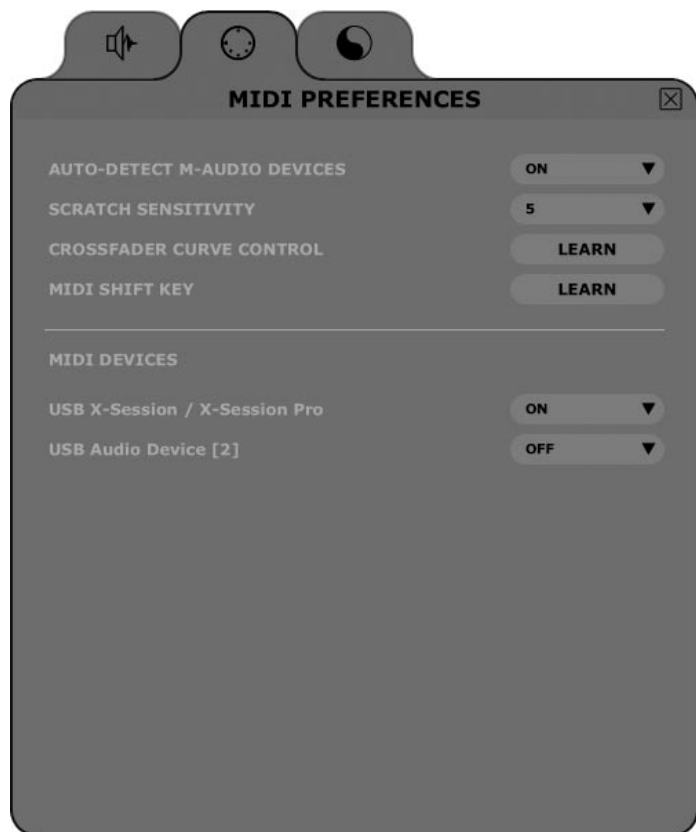 MIDI PREFERENCES
AUTO-DETECT M-AUDIO DEVICES ON
SCRATCH SENSITIVITY 5
CROSSFADER CURVE CONTROL LEARN
MIDI SHIFT KEY LEARN
MIDI DEVICES
USB X-Session / X-Session Pro ON
USB Audio Device [2] OFF